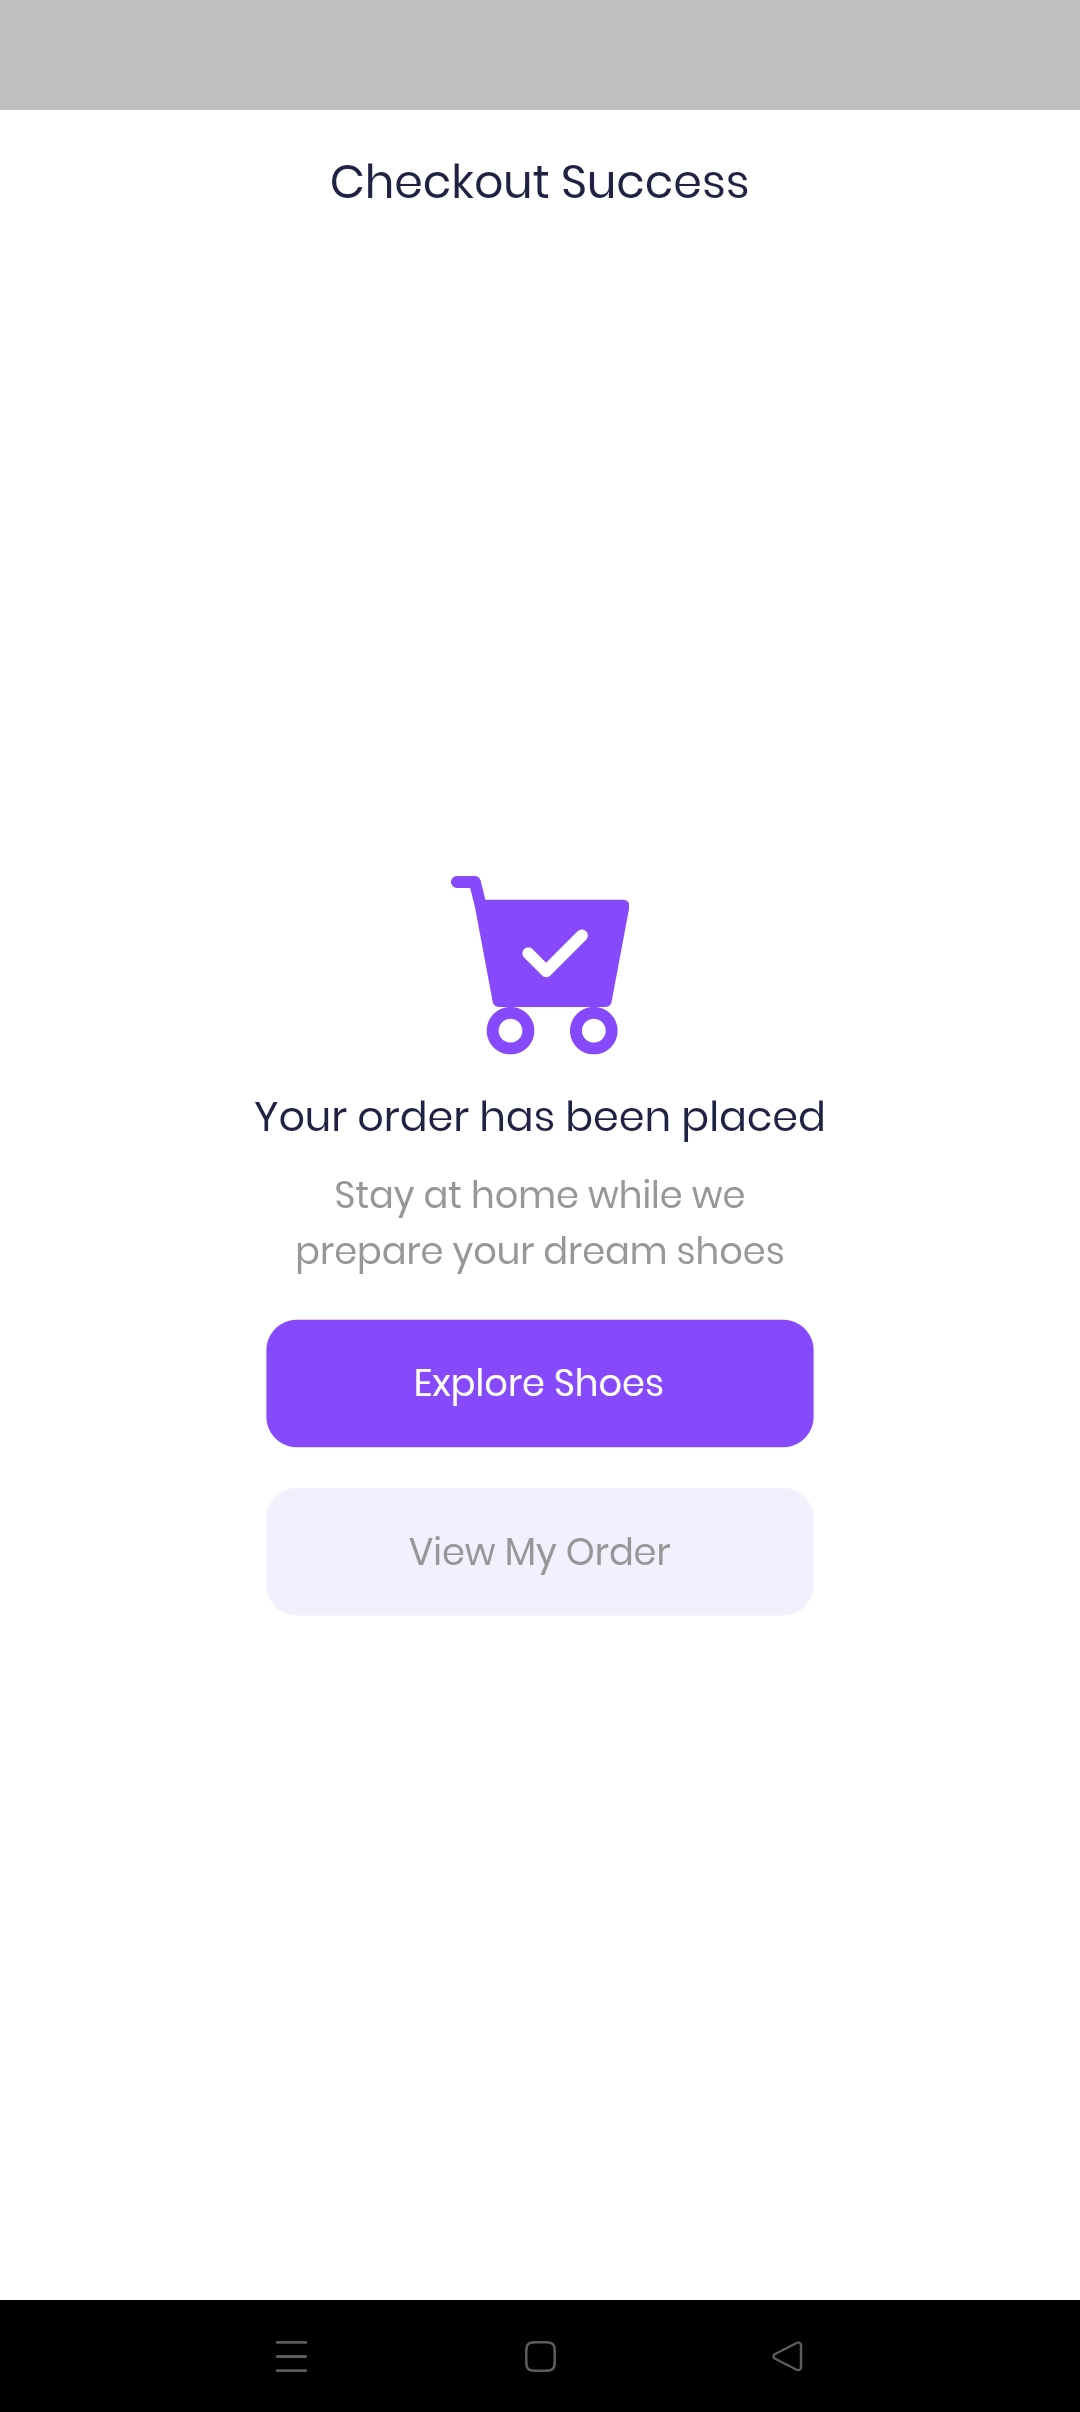 Checkout Success
Your order has been placed
Stay at home while we
prepare your dream shoes
Explore Shoes
View My Order